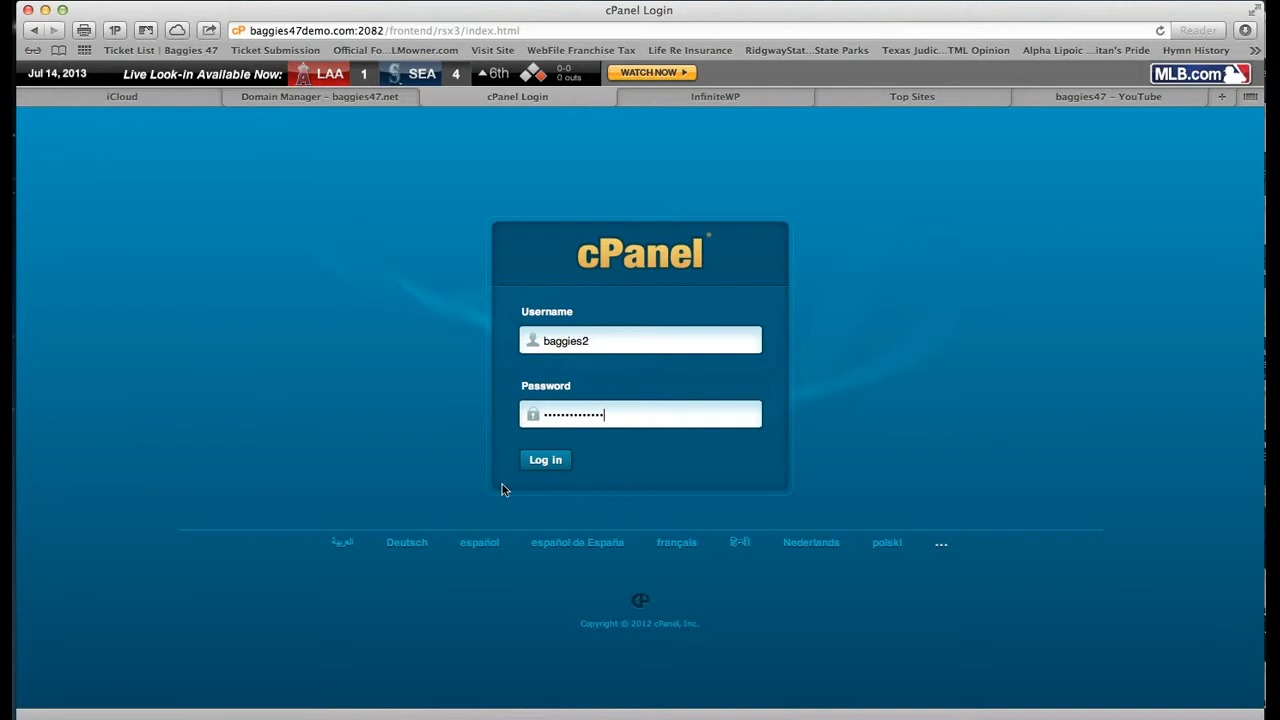 cPanel Login
baggies47demo.com:2082/frontend/rsx3/index.html Reader
Ticket List | Baggies 47 Ticket Submission Official Fo...LMowner.com Visit Site WebFile Franchise Tax Life Re Insurance RidgwayStat...State Parks Texas Judic...TML Opinion Alpha Lipoic ...itan's Pride Hymn History
Jul 14, 2013 Live Look-in Available Now: LAA 1 SEA 4 6th 0-0 0 outs WATCH NOW MLB.com
iCloud Domain Manager – baggies47.net cPanel Login InfiniteWP Top Sites baggies47 – YouTube
cPanel
Username
baggies2
Password
••••••••••••••
Log in
العربية Deutsch español español de España français हिन्दी Nederlands polski ...
Copyright © 2012 cPanel, Inc.